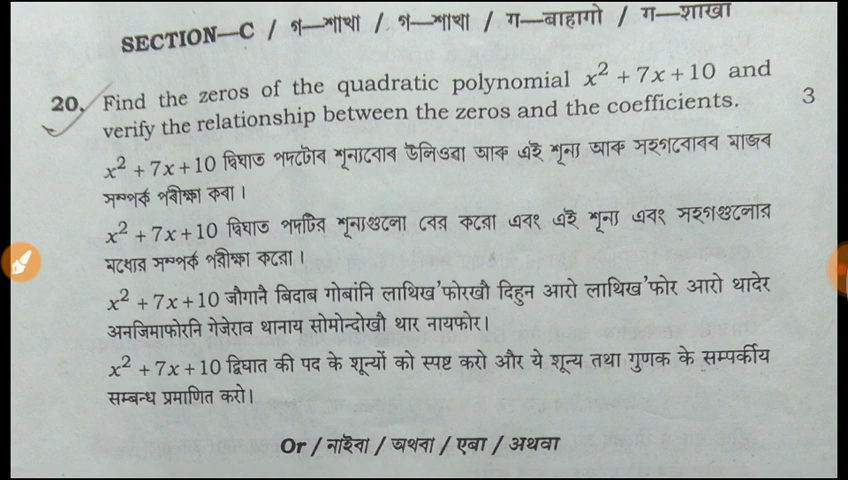 SECTION—C / গ—শাখা / গ—শাখা / ग—बाहागो / ग—शाखा
20. Find the zeros of the quadratic polynomial x² + 7x + 10 and
verify the relationship between the zeros and the coefficients. 3
x² + 7x + 10 দ্বিঘাত পদটোৰ শূন্যবোৰ উলিওৱা আৰু এই শূন্য আৰু সহগবোৰৰ মাজৰ
সম্পৰ্ক পৰীক্ষা কৰা ।
x² + 7x + 10 দ্বিঘাত পদটির শূন্যগুলো বের করো এবং এই শূন্য এবং সহগগুলোর
মধ্যের সম্পর্ক পরীক্ষা করো ।
x² + 7x + 10 जौगानै बिदाब गोबांनि लाथिख'फोरखौ दिहुन आरो लाथिख'फोर आरो थादेर
अनजिमाफोरनि गेजेराव थानाय सोमोन्दोखौ थार नायफोर।
x² + 7x + 10 द्विघात की पद के शून्यों को स्पष्ट करो और ये शून्य तथा गुणक के सम्पर्कीय
सम्बन्ध प्रमाणित करो।
Or / নাইবা / অথবা / एबा / अथवा